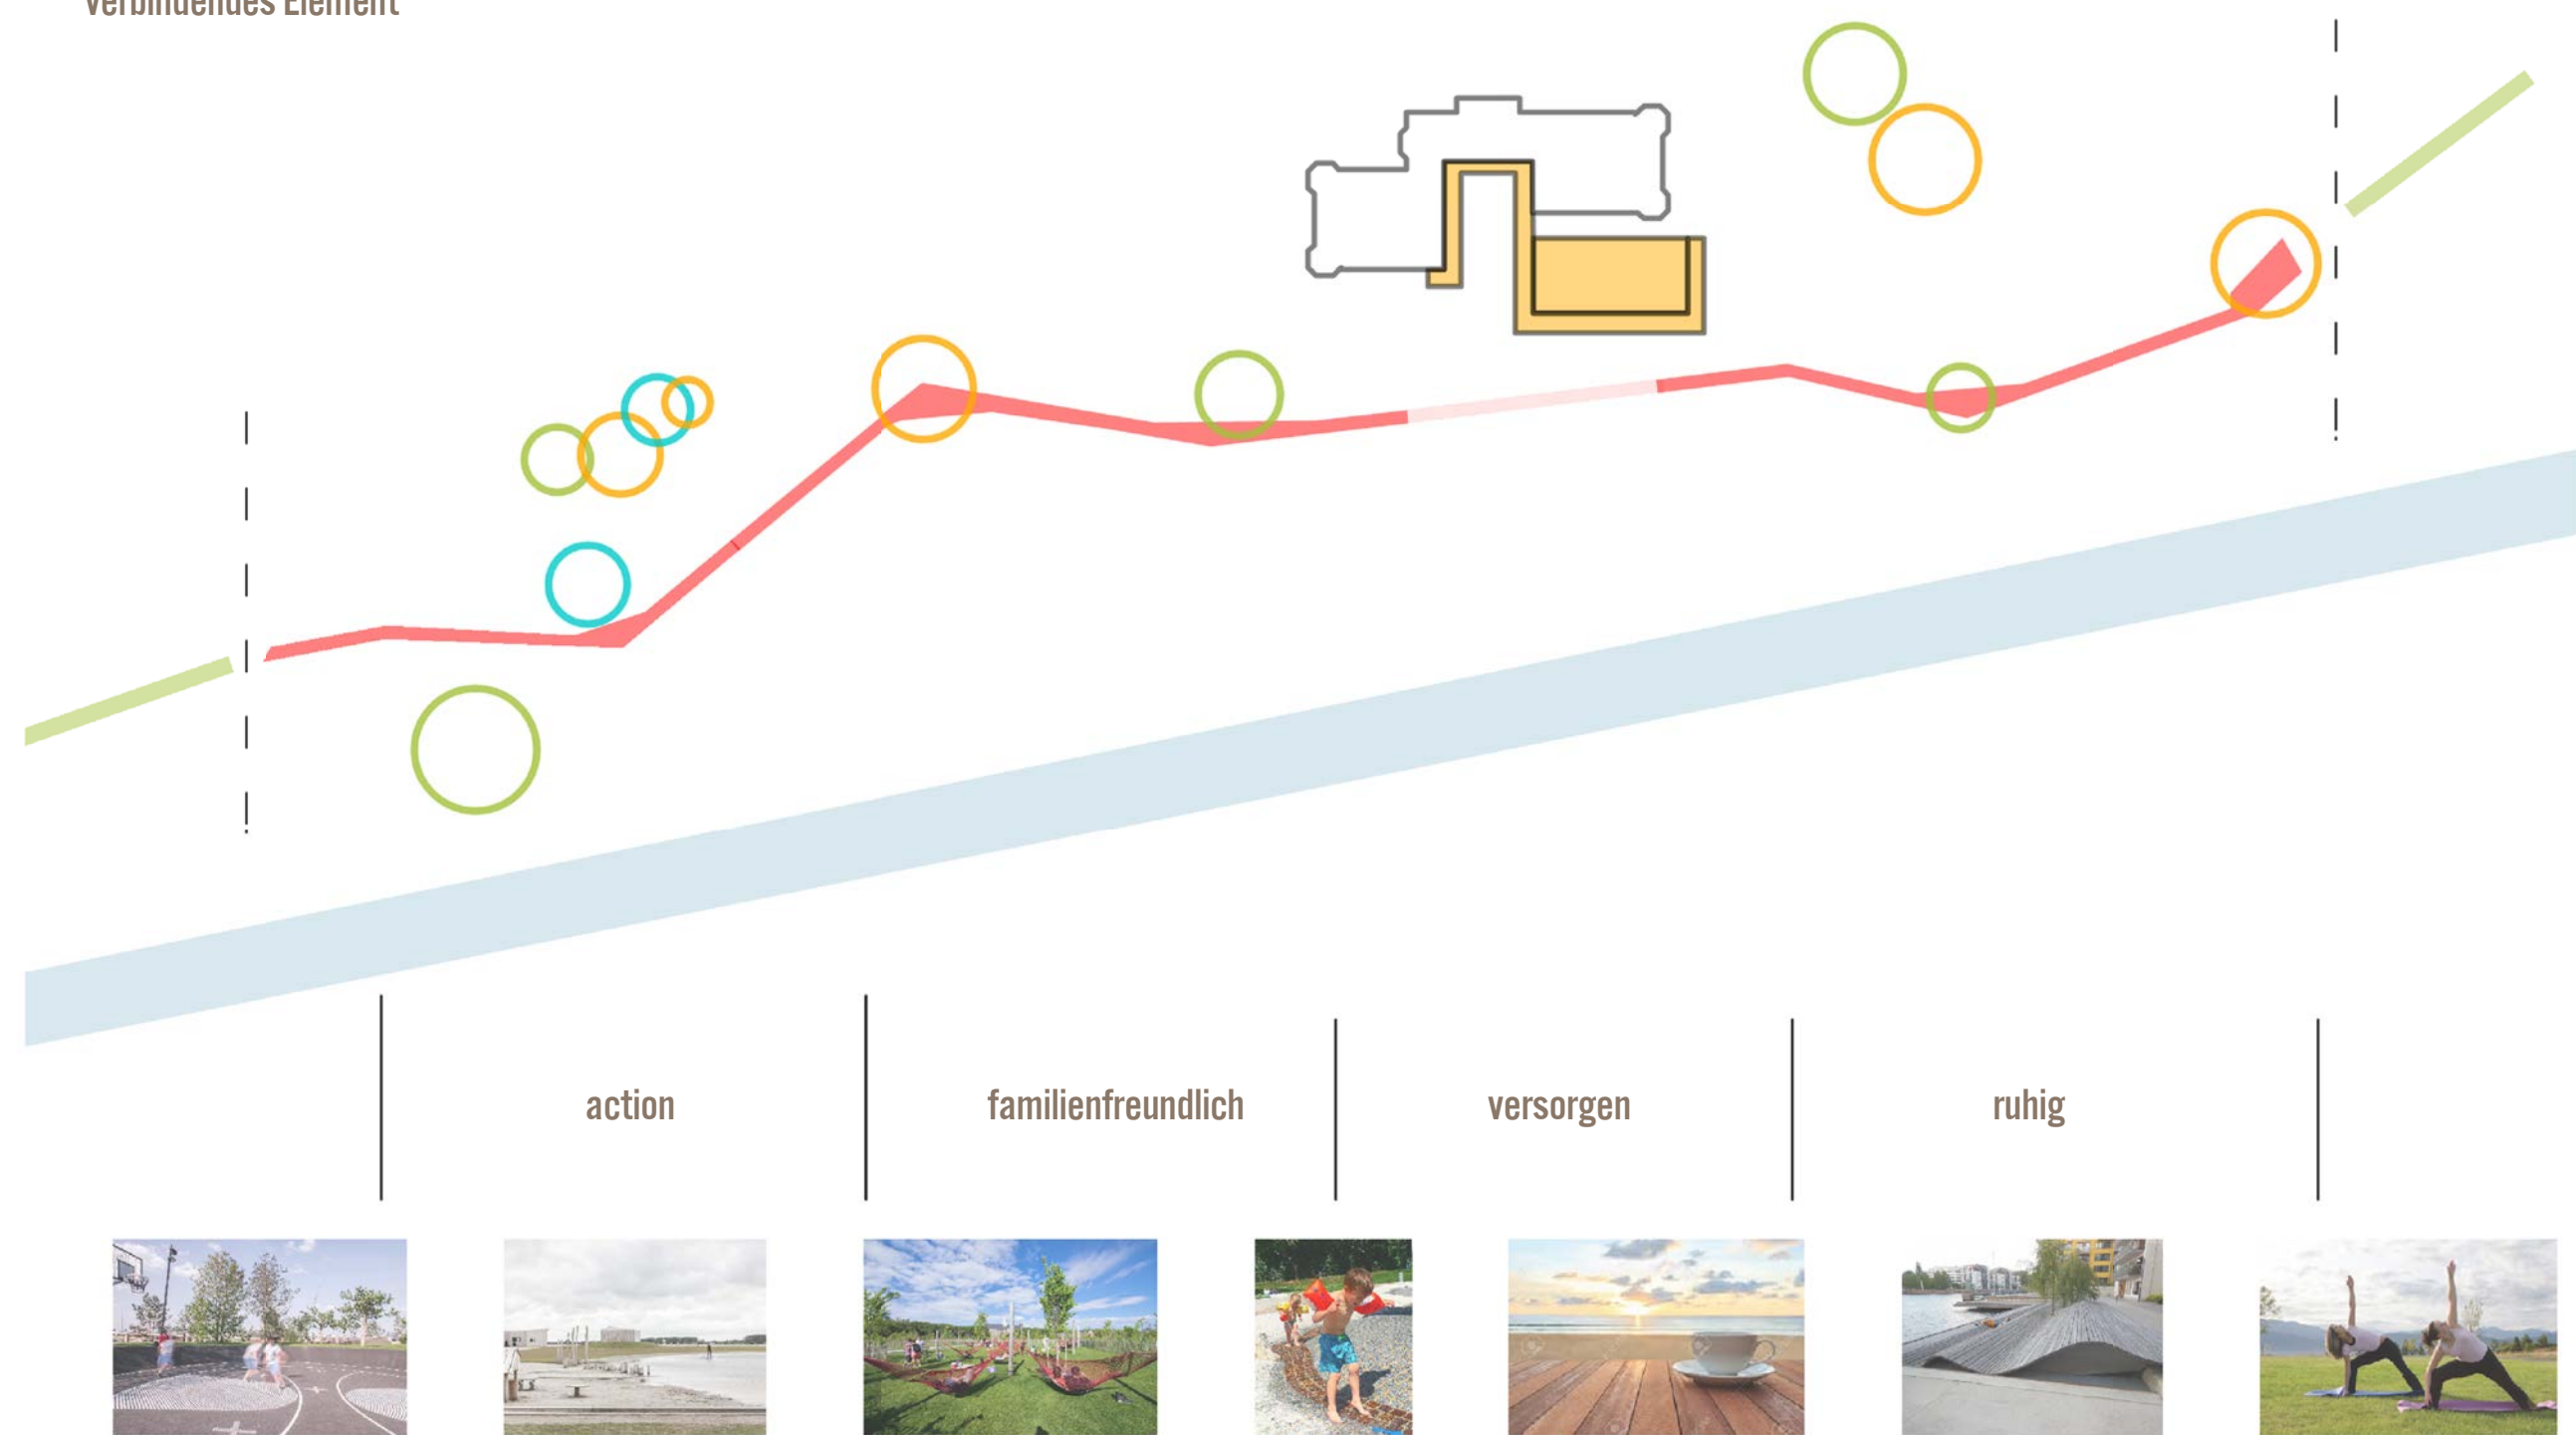 verbindendes Element
action
familienfreundlich
versorgen
ruhig